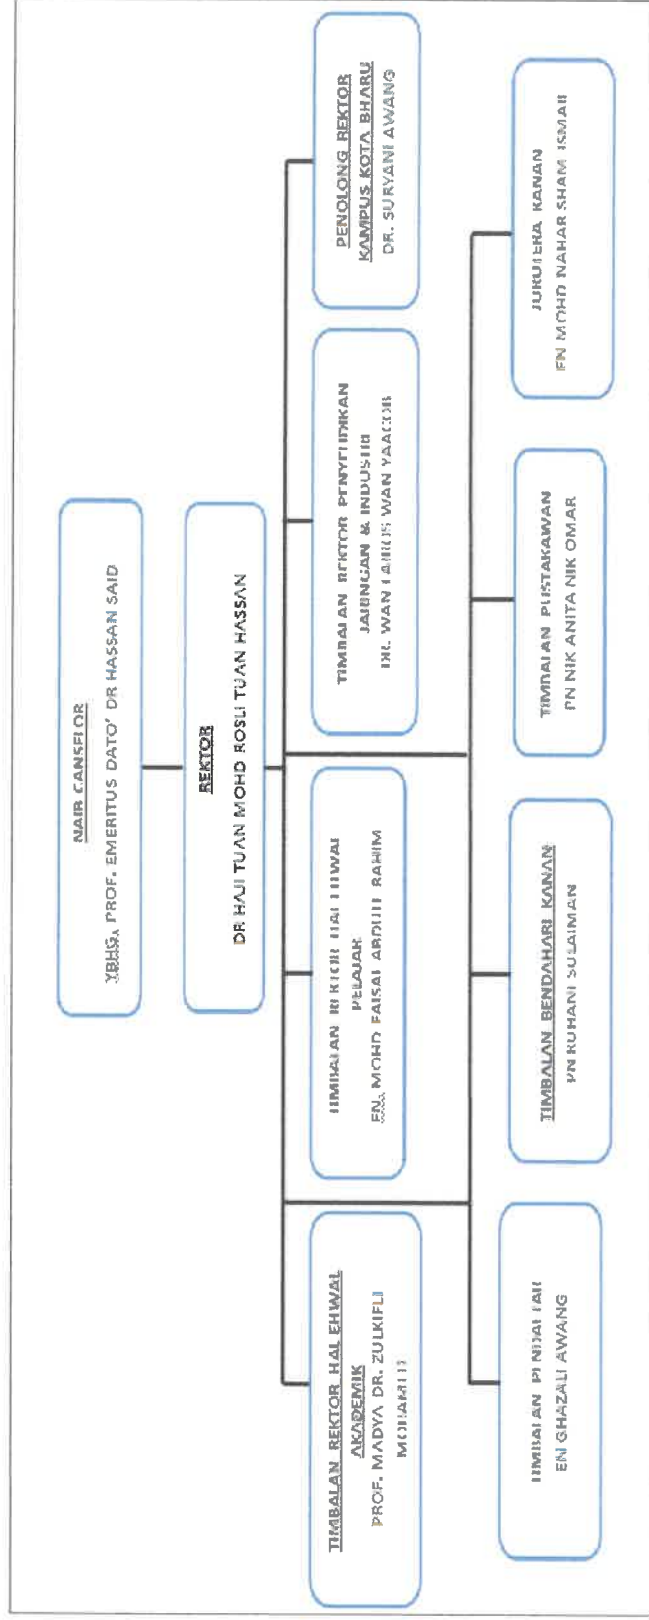 NAIB CANSELOR
YBHG. PROF. EMERITUS DATO' DR HASSAN SAID
REKTOR
DR HAJI TUAN MOHD ROSLI TUAN HASSAN
TIMBALAN REKTOR HAL EHWAL
AKADEMIK
PROF. MADYA DR. ZULKIFLI
MOHAMED
TIMBALAN REKTOR HAL EHWAL
PELAJAR
EN. MOHD FAISAL ABDUL RAHIM
TIMBALAN REKTOR PENYELIDIKAN
JARINGAN & INDUSTRI
DR. WAN FAIROS WAN YAACOB
PENOLONG REKTOR
KAMPUS KOTA BHARU
DR. SURYANI AWANG
TIMBALAN PENDAFTAR
EN GHAZALI AWANG
TIMBALAN BENDAHARI KANAN
PN RUHANI SULAIMAN
TIMBALAN PUSTAKAWAN
PN NIK ANITA NIK OMAR
JURUTERA KANAN
EN MOHD NAHAR SHAM ISMAIL